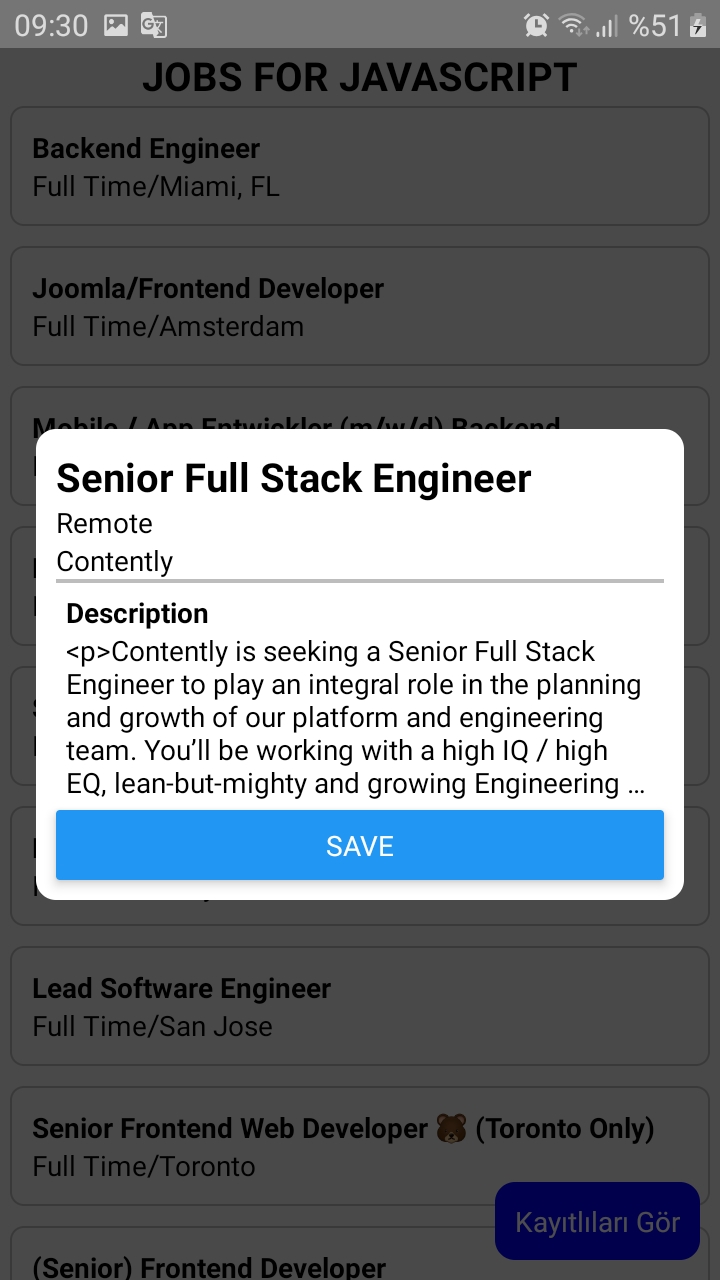 09:30 %51
JOBS FOR JAVASCRIPT
Backend Engineer
Full Time/Miami, FL
Joomla/Frontend Developer
Full Time/Amsterdam
Mobile / App Entwickler (m/w/d) Backend
Senior Full Stack Engineer
Remote
Contently
Description
<p>Contently is seeking a Senior Full Stack
Engineer to play an integral role in the planning
and growth of our platform and engineering
team. You’ll be working with a high IQ / high
EQ, lean-but-mighty and growing Engineering ...
SAVE
Lead Software Engineer
Full Time/San Jose
Senior Frontend Web Developer 🐻 (Toronto Only)
Full Time/Toronto
Kayıtlıları Gör
(Senior) Frontend Developer